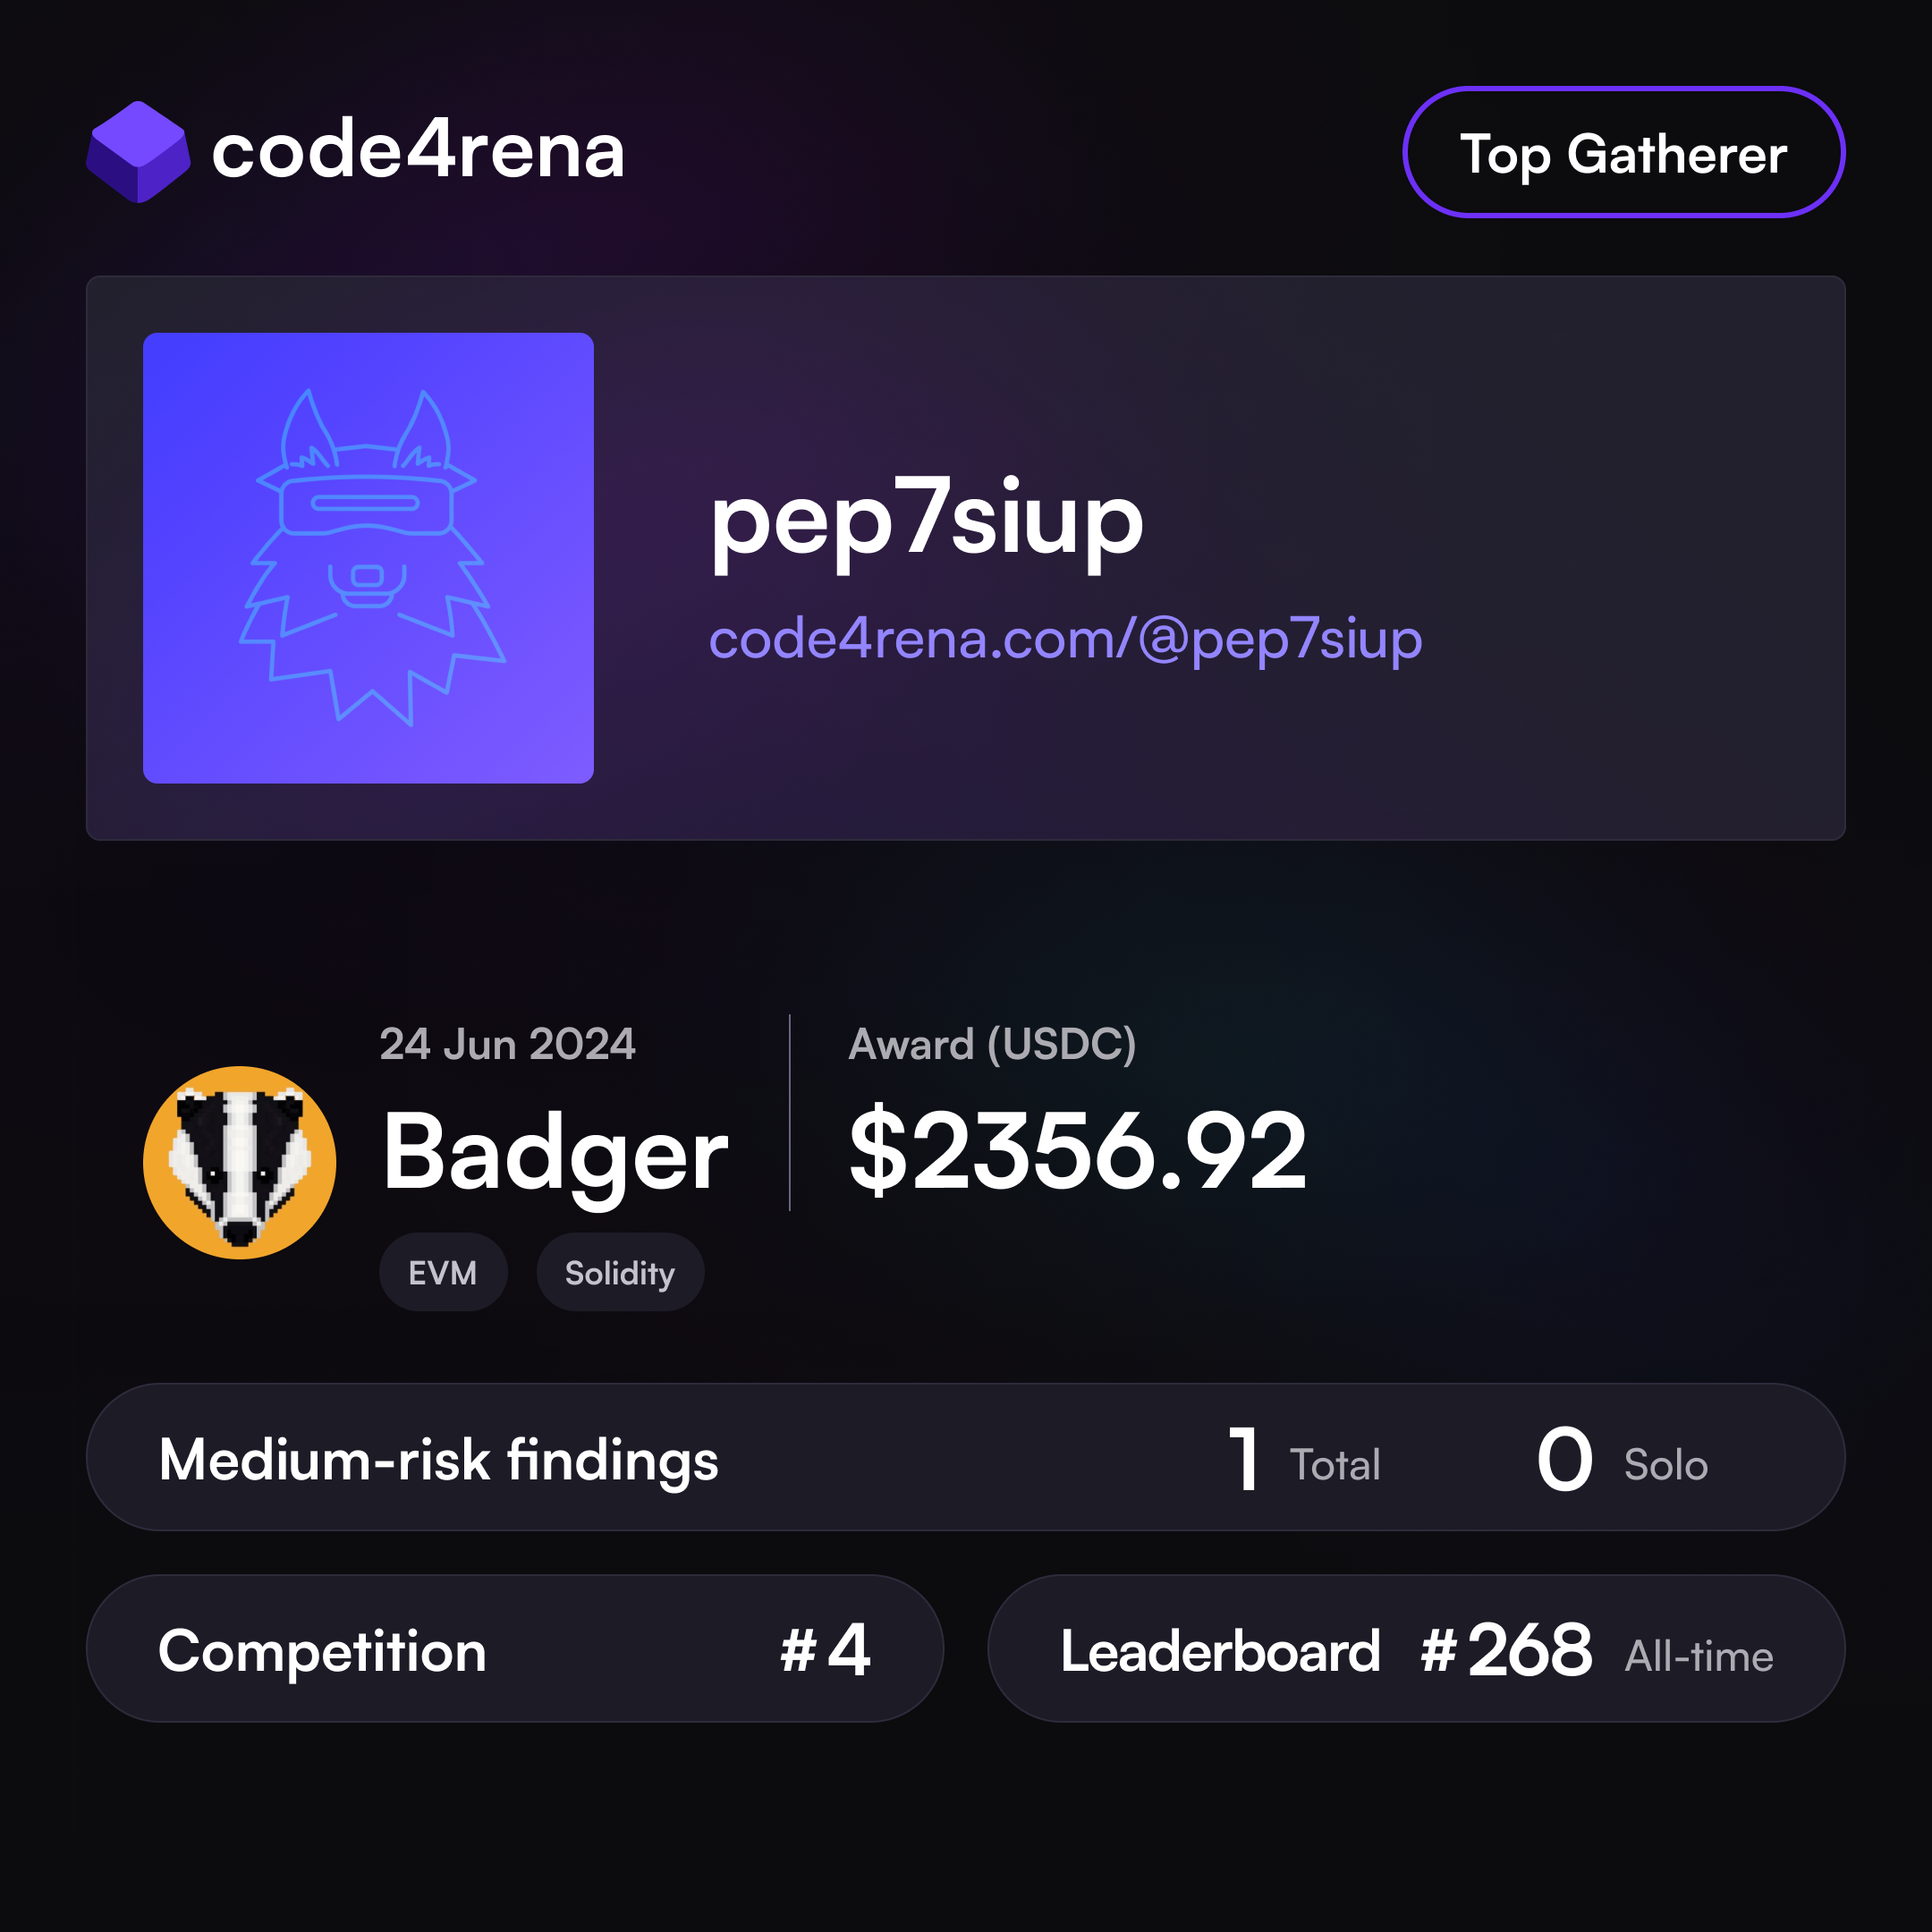 code4rena
Top Gatherer
pep7siup
code4rena.com/@pep7siup
24 Jun 2024
Badger
EVM Solidity
Award (USDC)
$2356.92
Medium-risk findings 1 Total 0 Solo
Competition #4
Leaderboard #268 All-time